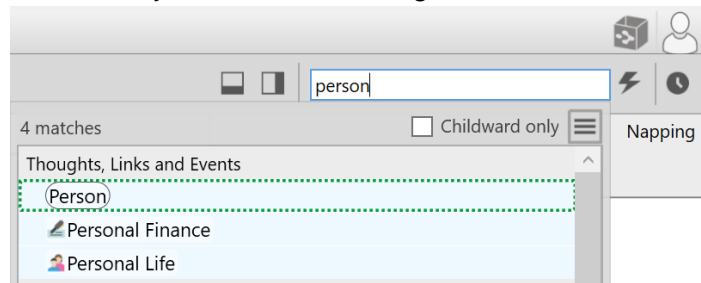 person
4 matches
Childward only
Napping
Thoughts, Links and Events
Person
Personal Finance
Personal Life